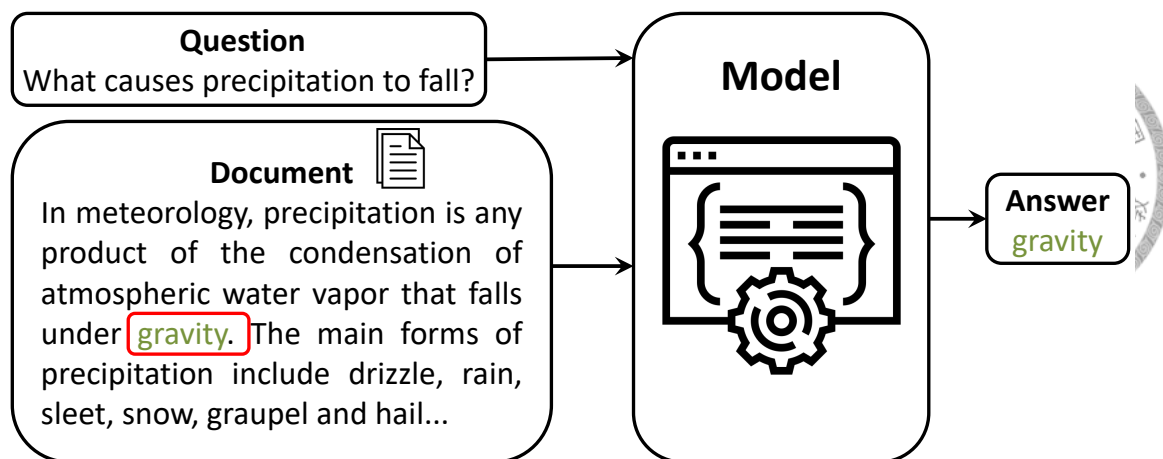 Question
What causes precipitation to fall?
Document
In meteorology, precipitation is any
product of the condensation of
atmospheric water vapor that falls
under gravity. The main forms of
precipitation include drizzle, rain,
sleet, snow, graupel and hail...
Model
Answer
gravity